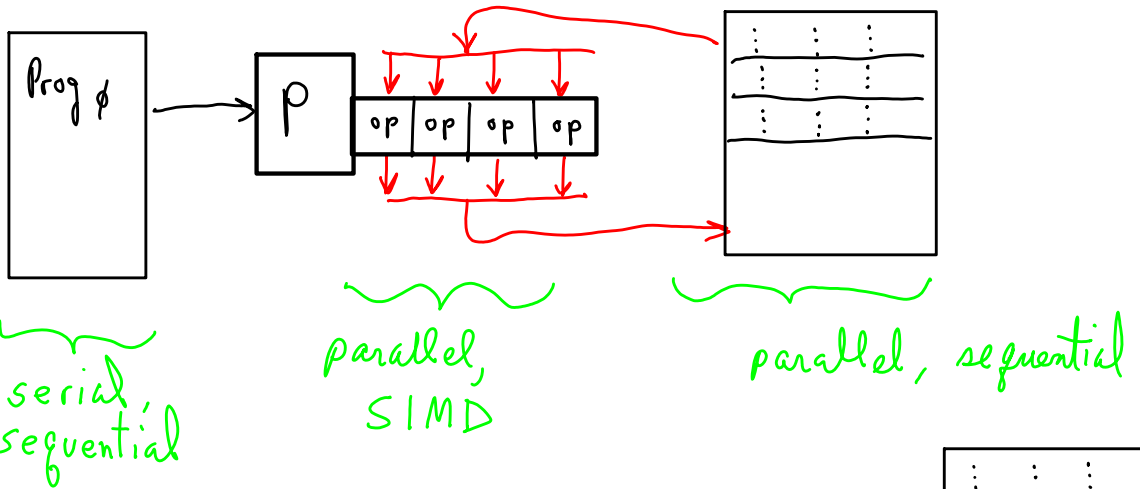 Prog ϕ
P
op op op op
serial,
sequential
parallel,
SIMD
parallel, sequential